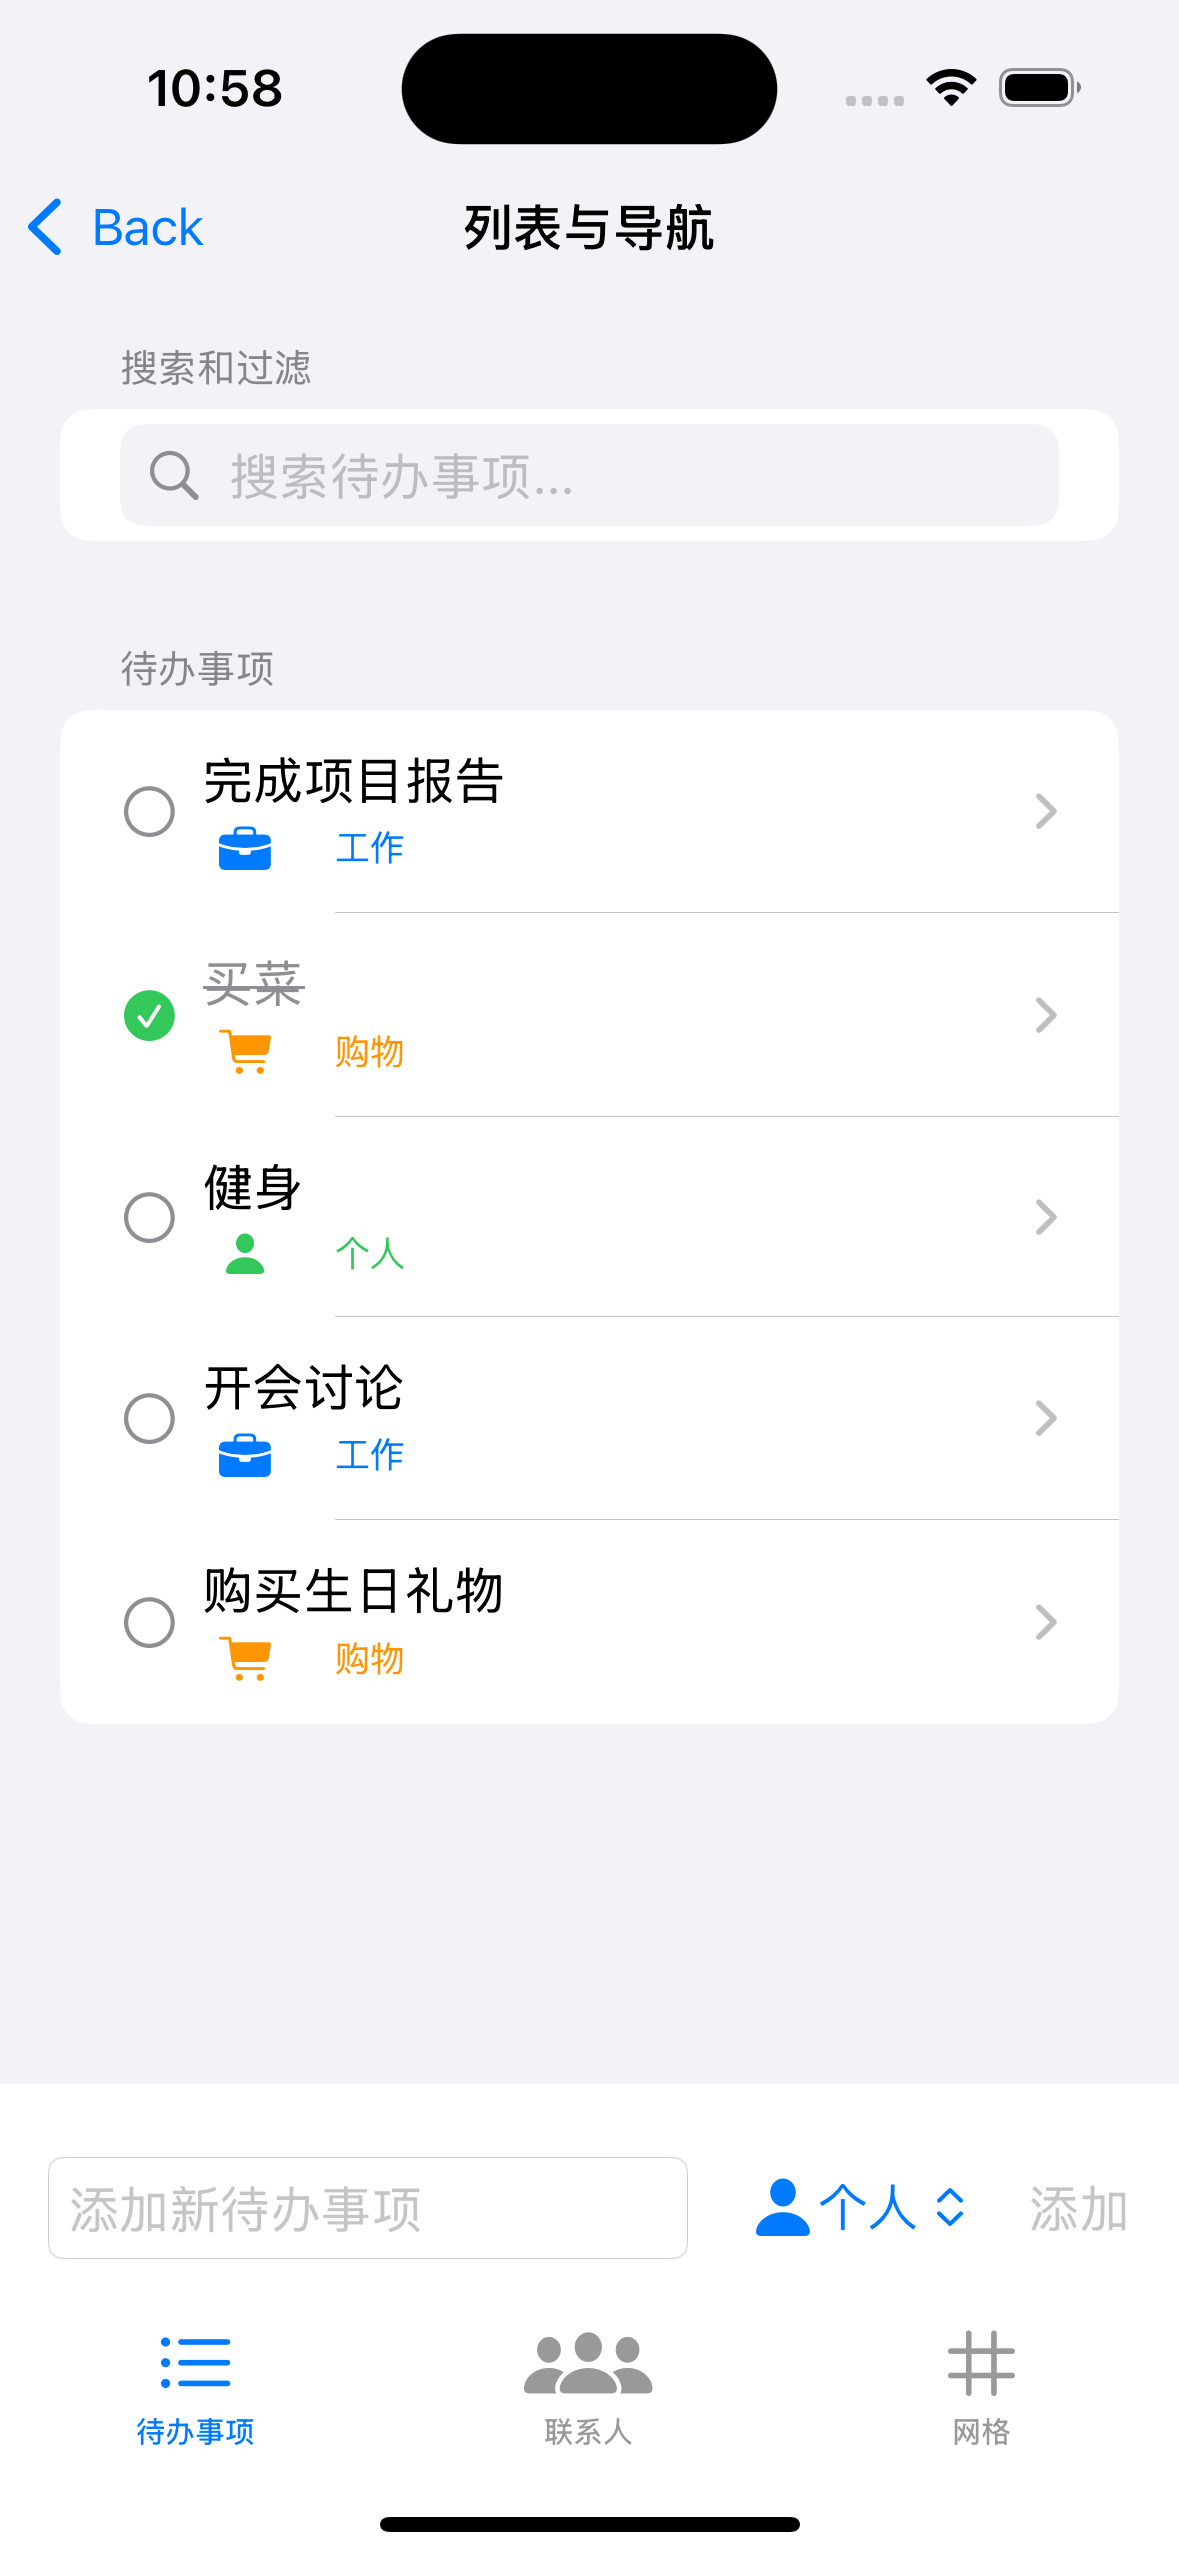 10:58
Back
列表与导航
搜索和过滤
搜索待办事项...
待办事项
完成项目报告
工作
买菜
购物
健身
个人
开会讨论
工作
购买生日礼物
购物
添加新待办事项
个人
添加
待办事项
联系人
网格